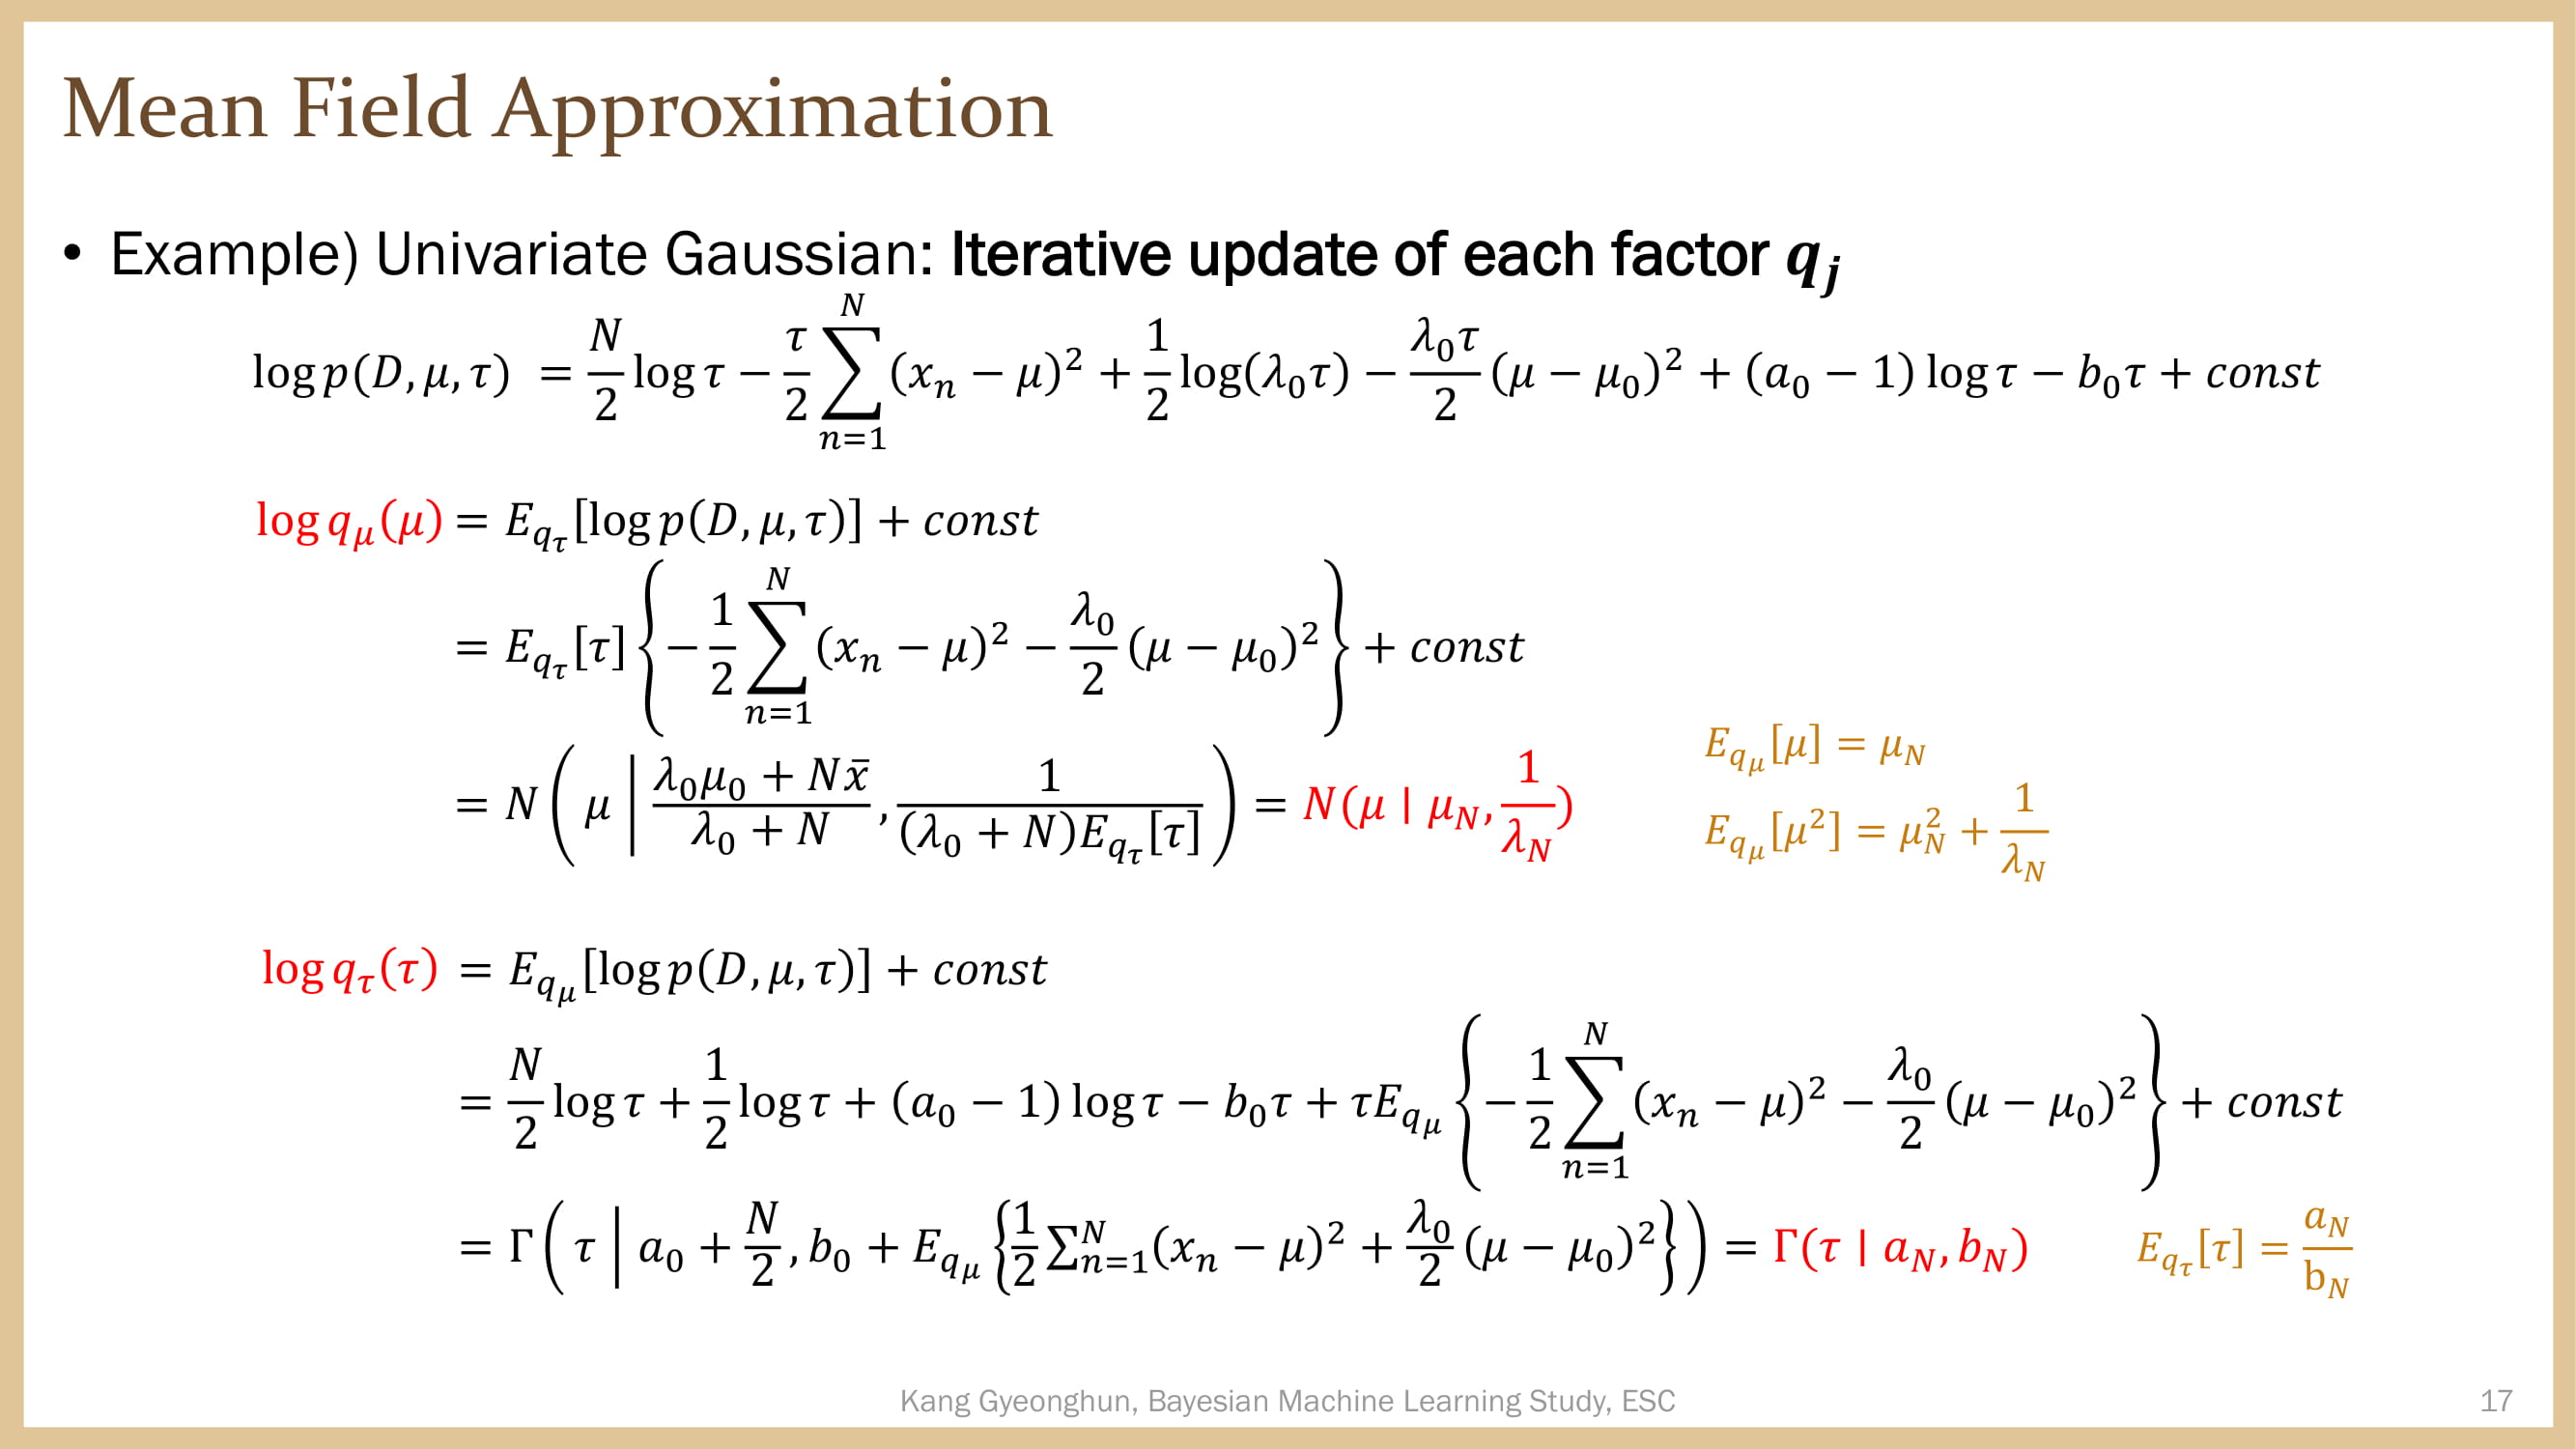 Mean Field Approximation
• Example) Univariate Gaussian: Iterative update of each factor $q_j$
$\log p(D, \mu, \tau) = \frac{N}{2} \log \tau - \frac{\tau}{2} \sum_{n=1}^{N} (x_n - \mu)^2 + \frac{1}{2} \log(\lambda_0 \tau) - \frac{\lambda_0 \tau}{2} (\mu - \mu_0)^2 + (a_0 - 1) \log \tau - b_0 \tau + const$
$\log q_\mu(\mu) = E_{q_\tau}[\log p(D, \mu, \tau)] + const$
$= E_{q_\tau}[\tau] \left\{ -\frac{1}{2} \sum_{n=1}^{N} (x_n - \mu)^2 - \frac{\lambda_0}{2} (\mu - \mu_0)^2 \right\} + const$
$= N \left( \mu \middle| \frac{\lambda_0 \mu_0 + N \bar{x}}{\lambda_0 + N}, \frac{1}{(\lambda_0 + N) E_{q_\tau}[\tau]} \right) = N(\mu \mid \mu_N, \frac{1}{\lambda_N})$
$E_{q_\mu}[\mu] = \mu_N$
$E_{q_\mu}[\mu^2] = \mu_N^2 + \frac{1}{\lambda_N}$
$\log q_\tau(\tau) = E_{q_\mu}[\log p(D, \mu, \tau)] + const$
$= \frac{N}{2} \log \tau + \frac{1}{2} \log \tau + (a_0 - 1) \log \tau - b_0 \tau + \tau E_{q_\mu} \left\{ -\frac{1}{2} \sum_{n=1}^{N} (x_n - \mu)^2 - \frac{\lambda_0}{2} (\mu - \mu_0)^2 \right\} + const$
$= \Gamma \left( \tau \middle| a_0 + \frac{N}{2}, b_0 + E_{q_\mu} \left\{ \frac{1}{2} \sum_{n=1}^{N} (x_n - \mu)^2 + \frac{\lambda_0}{2} (\mu - \mu_0)^2 \right\} \right) = \Gamma(\tau \mid a_N, b_N)$
$E_{q_\tau}[\tau] = \frac{a_N}{b_N}$
Kang Gyeonghun, Bayesian Machine Learning Study, ESC
17